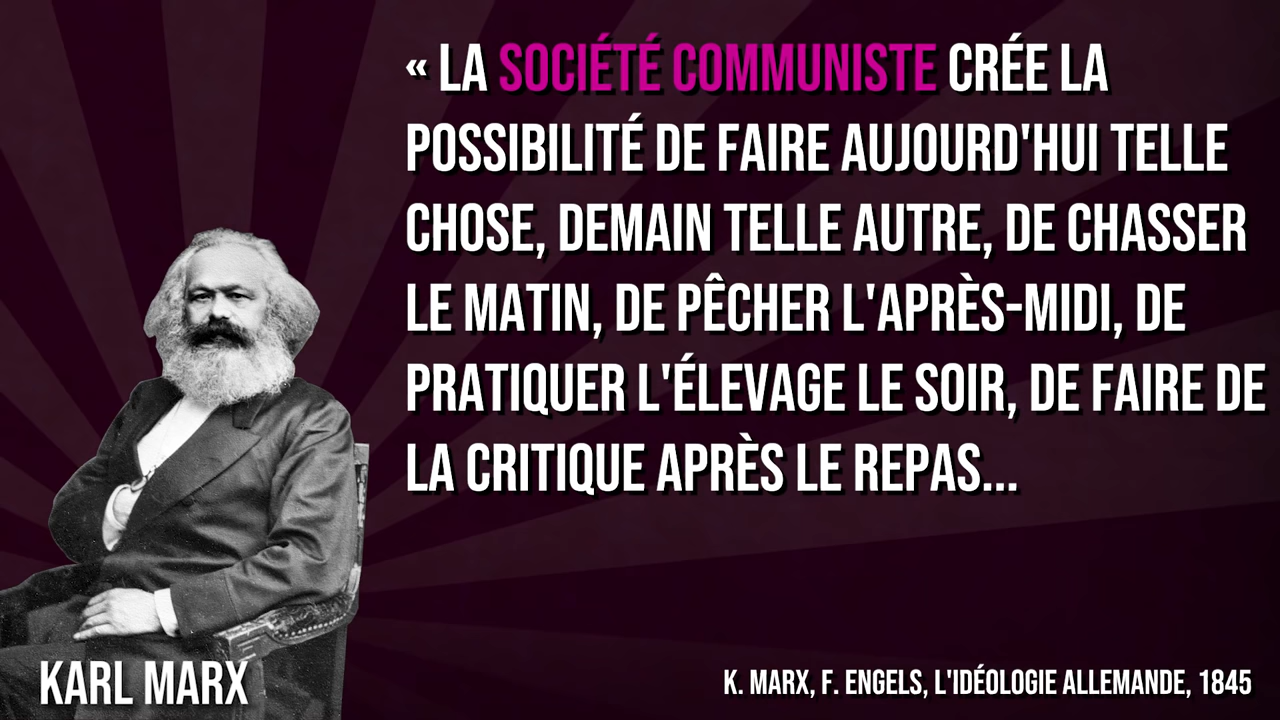 « LA SOCIÉTÉ COMMUNISTE CRÉE LA
POSSIBILITÉ DE FAIRE AUJOURD'HUI TELLE
CHOSE, DEMAIN TELLE AUTRE, DE CHASSER
LE MATIN, DE PÊCHER L'APRÈS-MIDI, DE
PRATIQUER L'ÉLEVAGE LE SOIR, DE FAIRE DE
LA CRITIQUE APRÈS LE REPAS...
KARL MARX
K. MARX, F. ENGELS, L'IDÉOLOGIE ALLEMANDE, 1845